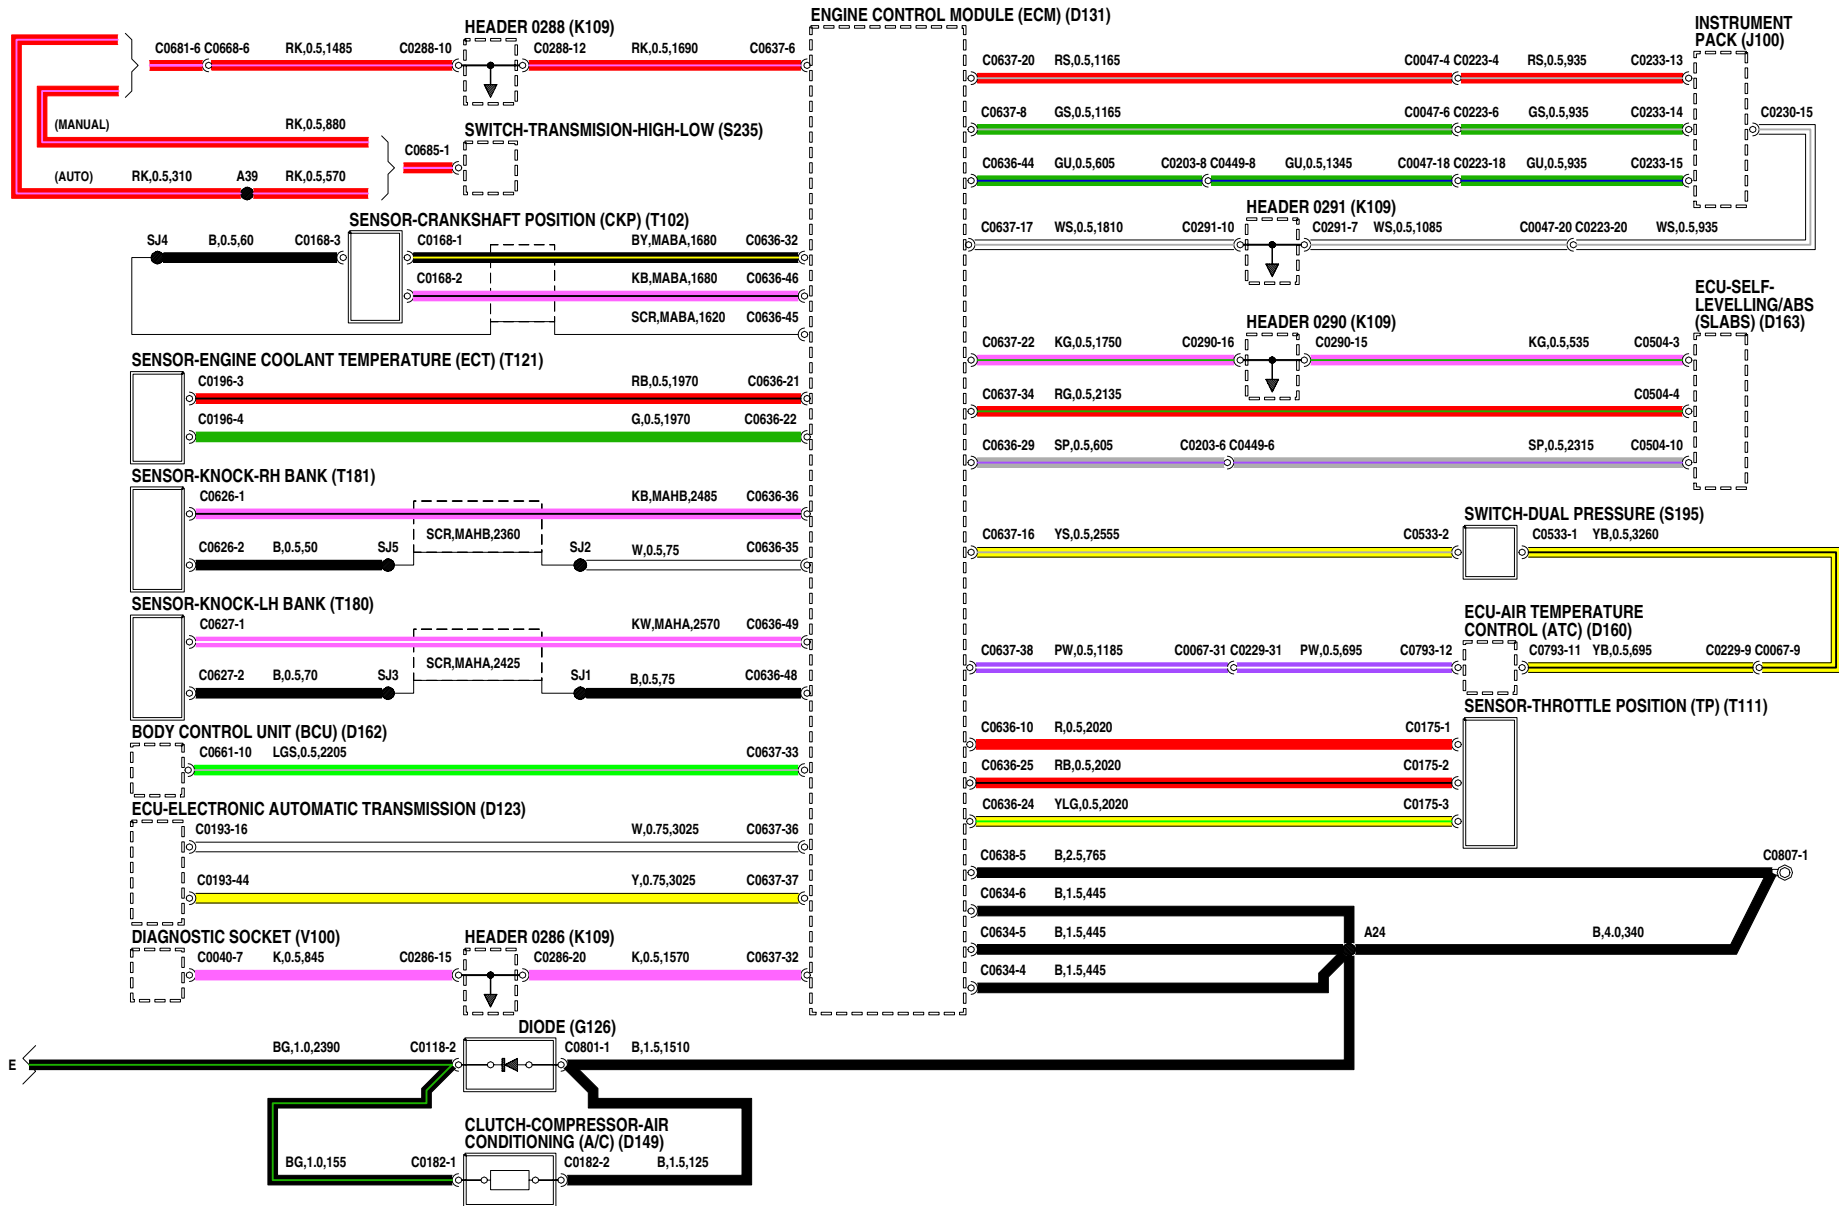 HEADER 0288 (K109)
C0681-6 C0668-6 RK,0.5,1485 C0288-10 C0288-12 RK,0.5,1690 C0637-6
(MANUAL) RK,0.5,880
SWITCH-TRANSMISION-HIGH-LOW (S235)
C0685-1
(AUTO) RK,0.5,310 A39 RK,0.5,570
SENSOR-CRANKSHAFT POSITION (CKP) (T102)
SJ4 B,0.5,60 C0168-3 C0168-1 BY,MABA,1680 C0636-32
C0168-2 KB,MABA,1680 C0636-46
SCR,MABA,1620 C0636-45
SENSOR-ENGINE COOLANT TEMPERATURE (ECT) (T121)
C0196-3 RB,0.5,1970 C0636-21
C0196-4 G,0.5,1970 C0636-22
SENSOR-KNOCK-RH BANK (T181)
C0626-1 KB,MAHB,2485 C0636-36
SCR,MAHB,2360
C0626-2 B,0.5,50 SJ5 SJ2 W,0.5,75 C0636-35
SENSOR-KNOCK-LH BANK (T180)
C0627-1 KW,MAHA,2570 C0636-49
SCR,MAHA,2425
C0627-2 B,0.5,70 SJ3 SJ1 B,0.5,75 C0636-48
BODY CONTROL UNIT (BCU) (D162)
C0661-10 LGS,0.5,2205 C0637-33
ECU-ELECTRONIC AUTOMATIC TRANSMISSION (D123)
C0193-16 W,0.75,3025 C0637-36
C0193-44 Y,0.75,3025 C0637-37
DIAGNOSTIC SOCKET (V100)
HEADER 0286 (K109)
C0040-7 K,0.5,845 C0286-15 C0286-20 K,0.5,1570 C0637-32
DIODE (G126)
E BG,1.0,2390 C0118-2 C0801-1 B,1.5,1510
CLUTCH-COMPRESSOR-AIR
CONDITIONING (A/C) (D149)
BG,1.0,155 C0182-1 C0182-2 B,1.5,125
ENGINE CONTROL MODULE (ECM) (D131)
INSTRUMENT
PACK (J100)
C0637-20 RS,0.5,1165 C0047-4 C0223-4 RS,0.5,935 C0233-13
C0637-8 GS,0.5,1165 C0047-6 C0223-6 GS,0.5,935 C0233-14 C0230-15
C0636-44 GU,0.5,605 C0203-8 C0449-8 GU,0.5,1345 C0047-18 C0223-18 GU,0.5,935 C0233-15
HEADER 0291 (K109)
C0637-17 WS,0.5,1810 C0291-10 C0291-7 WS,0.5,1085 C0047-20 C0223-20 WS,0.5,935
ECU-SELF-
LEVELLING/ABS
(SLABS) (D163)
HEADER 0290 (K109)
C0637-22 KG,0.5,1750 C0290-16 C0290-15 KG,0.5,535 C0504-3
C0637-34 RG,0.5,2135 C0504-4
C0636-29 SP,0.5,605 C0203-6 C0449-6 SP,0.5,2315 C0504-10
SWITCH-DUAL PRESSURE (S195)
C0637-16 YS,0.5,2555 C0533-2 C0533-1 YB,0.5,3260
ECU-AIR TEMPERATURE
CONTROL (ATC) (D160)
C0637-38 PW,0.5,1185 C0067-31 C0229-31 PW,0.5,695 C0793-12 C0793-11 YB,0.5,695 C0229-9 C0067-9
SENSOR-THROTTLE POSITION (TP) (T111)
C0636-10 R,0.5,2020 C0175-1
C0636-25 RB,0.5,2020 C0175-2
C0636-24 YLG,0.5,2020 C0175-3
C0638-5 B,2.5,765 C0807-1
C0634-6 B,1.5,445
C0634-5 B,1.5,445 A24 B,4.0,340
C0634-4 B,1.5,445